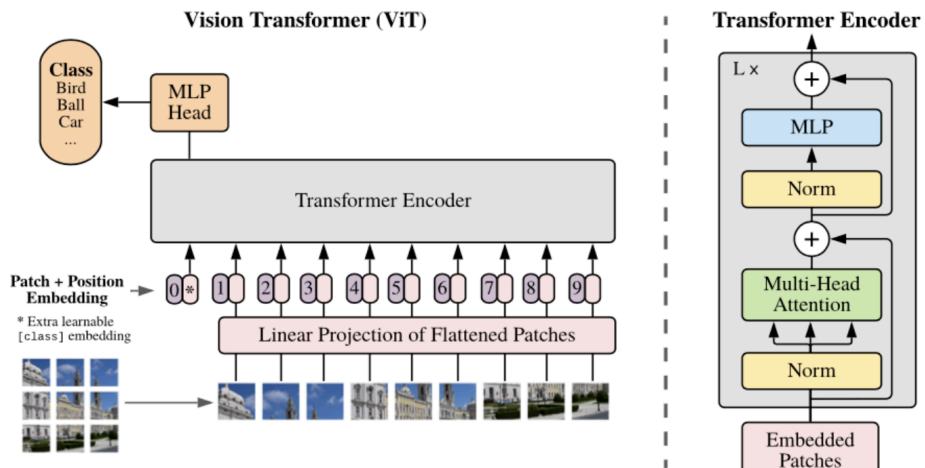 Vision Transformer (ViT)
Class
Bird
Ball
Car
...
MLP
Head
Transformer Encoder
Patch + Position
Embedding
0 * 1 2 3 4 5 6 7 8 9
* Extra learnable
[class] embedding
Linear Projection of Flattened Patches
Transformer Encoder
L ×
+
MLP
Norm
+
Multi-Head
Attention
Norm
Embedded
Patches